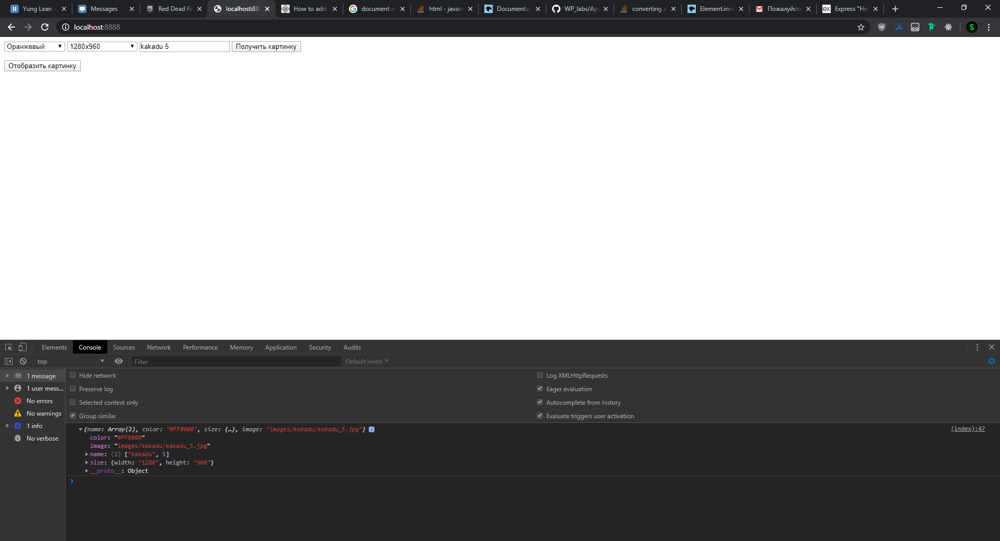 Yung Lean - Messages Red Dead Re localhost:88 How to add document c html - javasc Document.c WP_labs/Ap converting a Element.inne Пожалуйста Express "Hel
localhost:8888
Оранжевый 1280x960 kakadu 5 Получить картинку
Отобразить картинку
Elements Console Sources Network Performance Memory Application Security Audits
top Filter Default levels
1 message
1 user mess...
No errors
No warnings
1 info
No verbose
Hide network Log XMLHttpRequests
Preserve log Eager evaluation
Selected context only Autocomplete from history
Group similar Evaluate triggers user activation
{name: Array(2), color: "#FF8000", size: {…}, image: "images/kakadu/kakadu_5.jpg"} (index):47
color: "#FF8000"
image: "images/kakadu/kakadu_5.jpg"
name: (2) ["kakadu", 5]
size: {width: "1280", height: "960"}
__proto__: Object